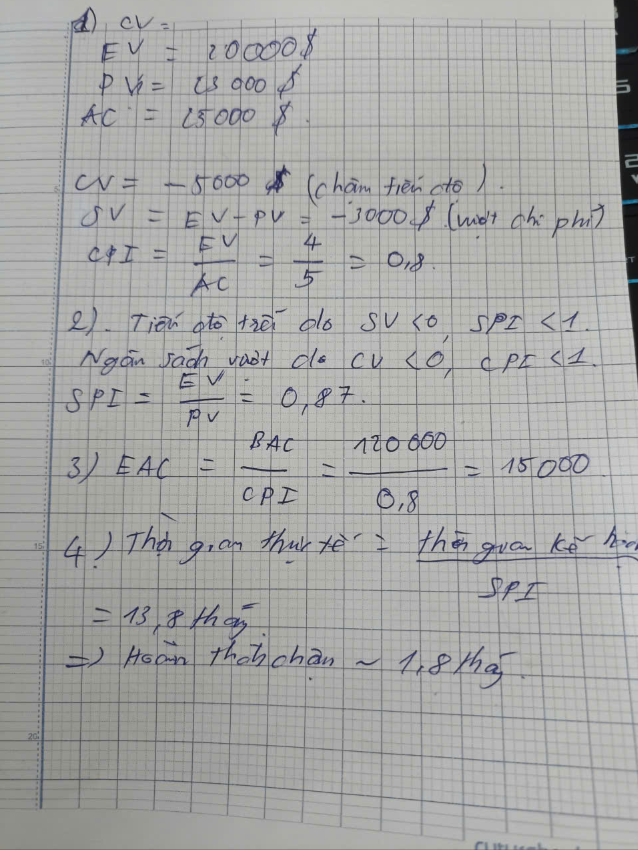 1) CV =
EV = 20000$
PV = 23 000 $
AC = 25000 $.
CV = -5000 $ (chậm tiến độ).
SV = EV - PV = -3000$ (vượt chi phí)
CPI = EV/AC = 4/5 = 0,8.
2). Tiến độ trễ do SV <0, SPI <1.
Ngân sách vượt do CV <0, CPI <1.
SPI = EV/PV = 0,87.
3) EAC = BAC/CPI = 120000/0,8 = 15000
4) Thời gian thực tế = thời gian kế/SPI
= 13,8 tháng
=> Hoàn thành chậm ~ 1,8 tháng.